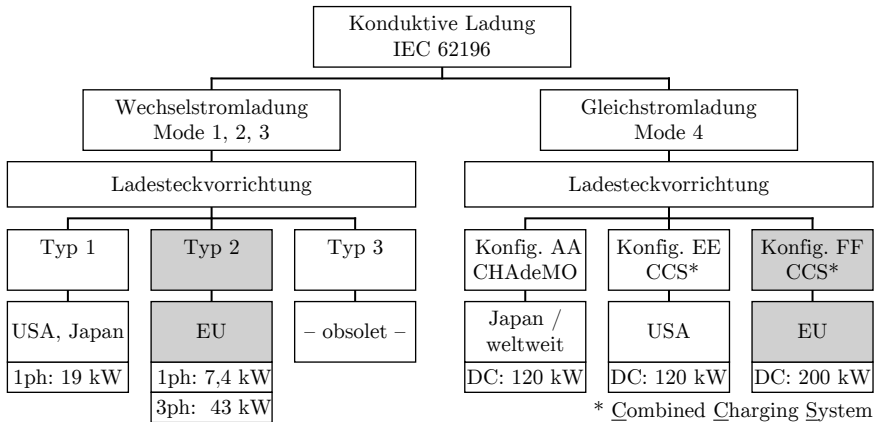 Konduktive Ladung
IEC 62196
Wechselstromladung
Mode 1, 2, 3
Gleichstromladung
Mode 4
Ladesteckvorrichtung
Ladesteckvorrichtung
Typ 1
Typ 2
Typ 3
Konfig. AA
CHAdeMO
Konfig. EE
CCS*
Konfig. FF
CCS*
USA, Japan
EU
– obsolet –
Japan /
weltweit
USA
EU
1ph: 19 kW
1ph: 7,4 kW
3ph: 43 kW
DC: 120 kW
DC: 120 kW
DC: 200 kW
* Combined Charging System